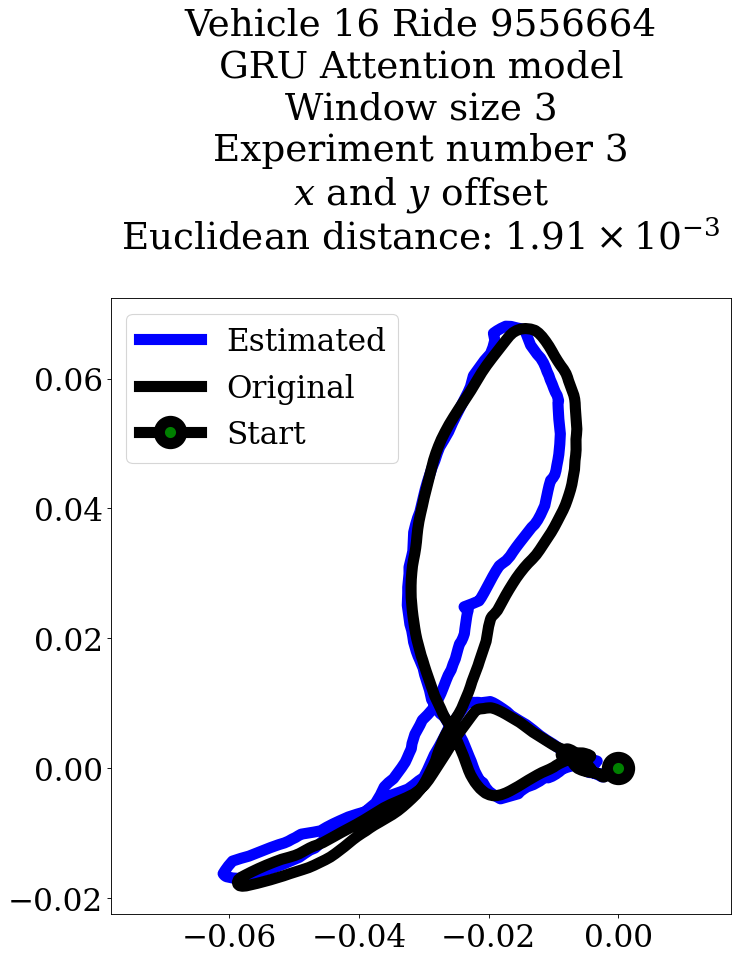 Vehicle 16 Ride 9556664
GRU Attention model
Window size 3
Experiment number 3
x and y offset
Euclidean distance: 1.91 × 10⁻³
Estimated
Original
Start
0.06
0.04
0.02
0.00
−0.02
−0.06 −0.04 −0.02 0.00